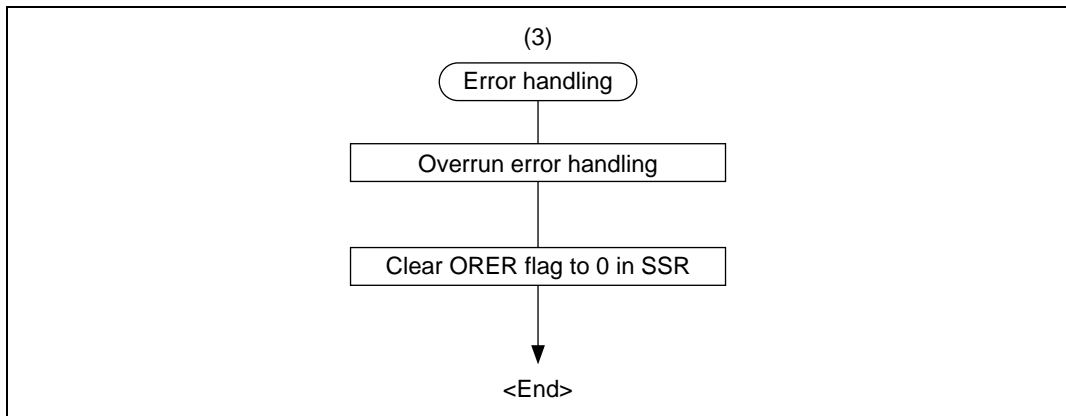 (3)
Error handling
Overrun error handling
Clear ORER flag to 0 in SSR
<End>